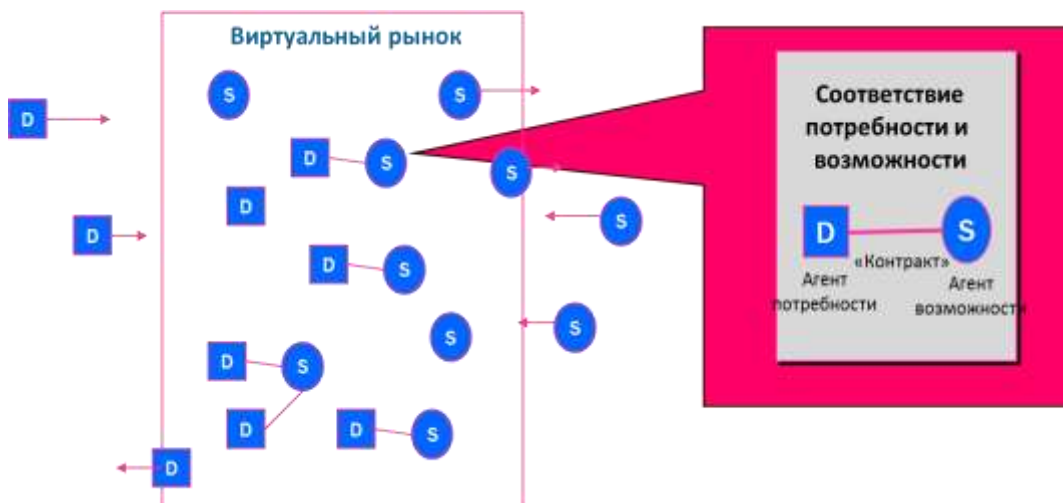 Виртуальный рынок
S
S
D
D
S
S
D
S
D
D
S
S
S
D
S
D
D
S
D
Соответствие
потребности и
возможности
D
S
«Контракт»
Агент
потребности
Агент
возможности